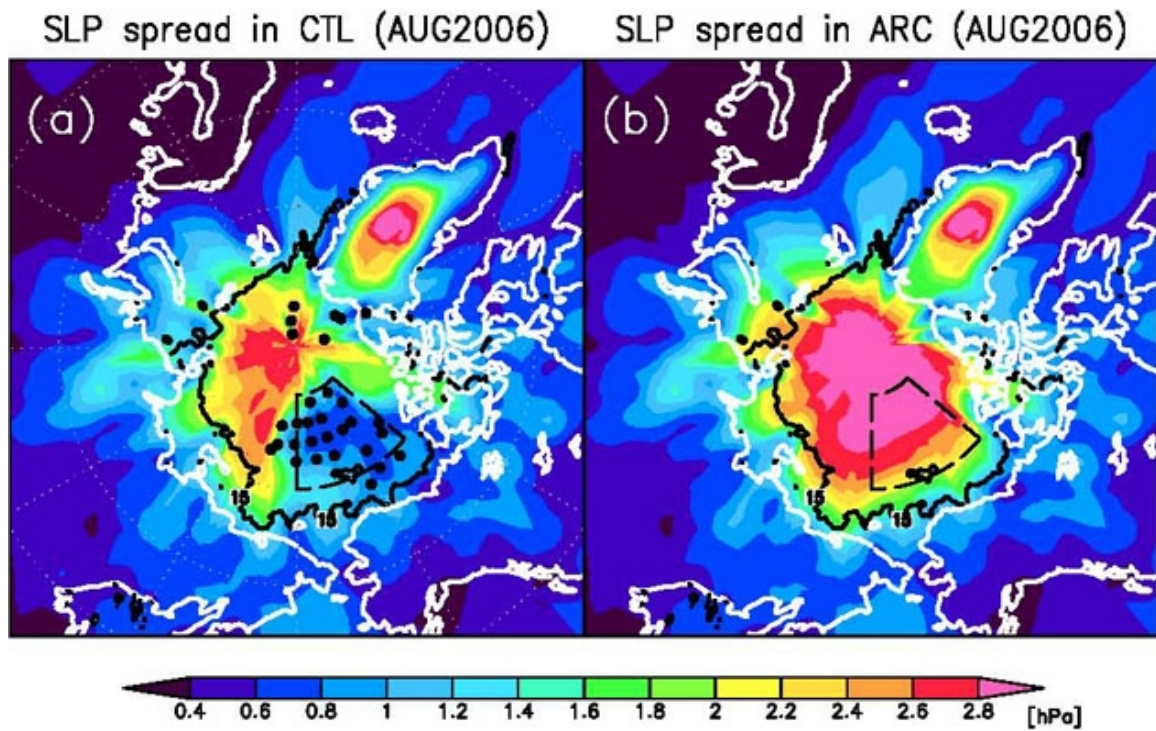 SLP spread in CTL (AUG2006) SLP spread in ARC (AUG2006)
(a) (b)
15 15
15 15
0.4 0.6 0.8 1 1.2 1.4 1.6 1.8 2 2.2 2.4 2.6 2.8 [hPa]